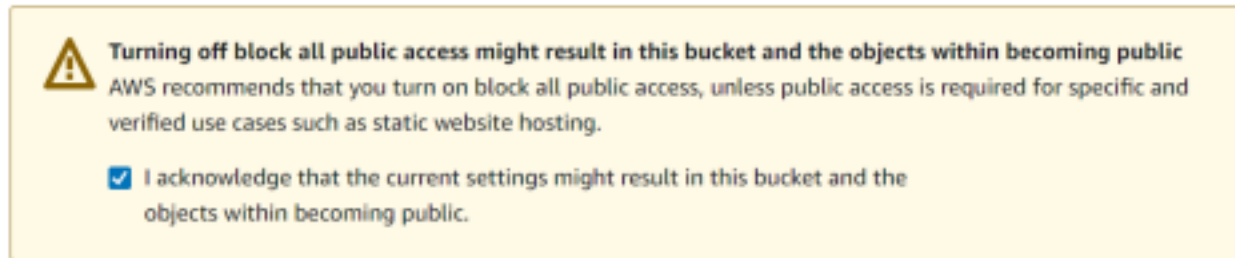 Turning off block all public access might result in this bucket and the objects within becoming public
AWS recommends that you turn on block all public access, unless public access is required for specific and
verified use cases such as static website hosting.
I acknowledge that the current settings might result in this bucket and the
objects within becoming public.